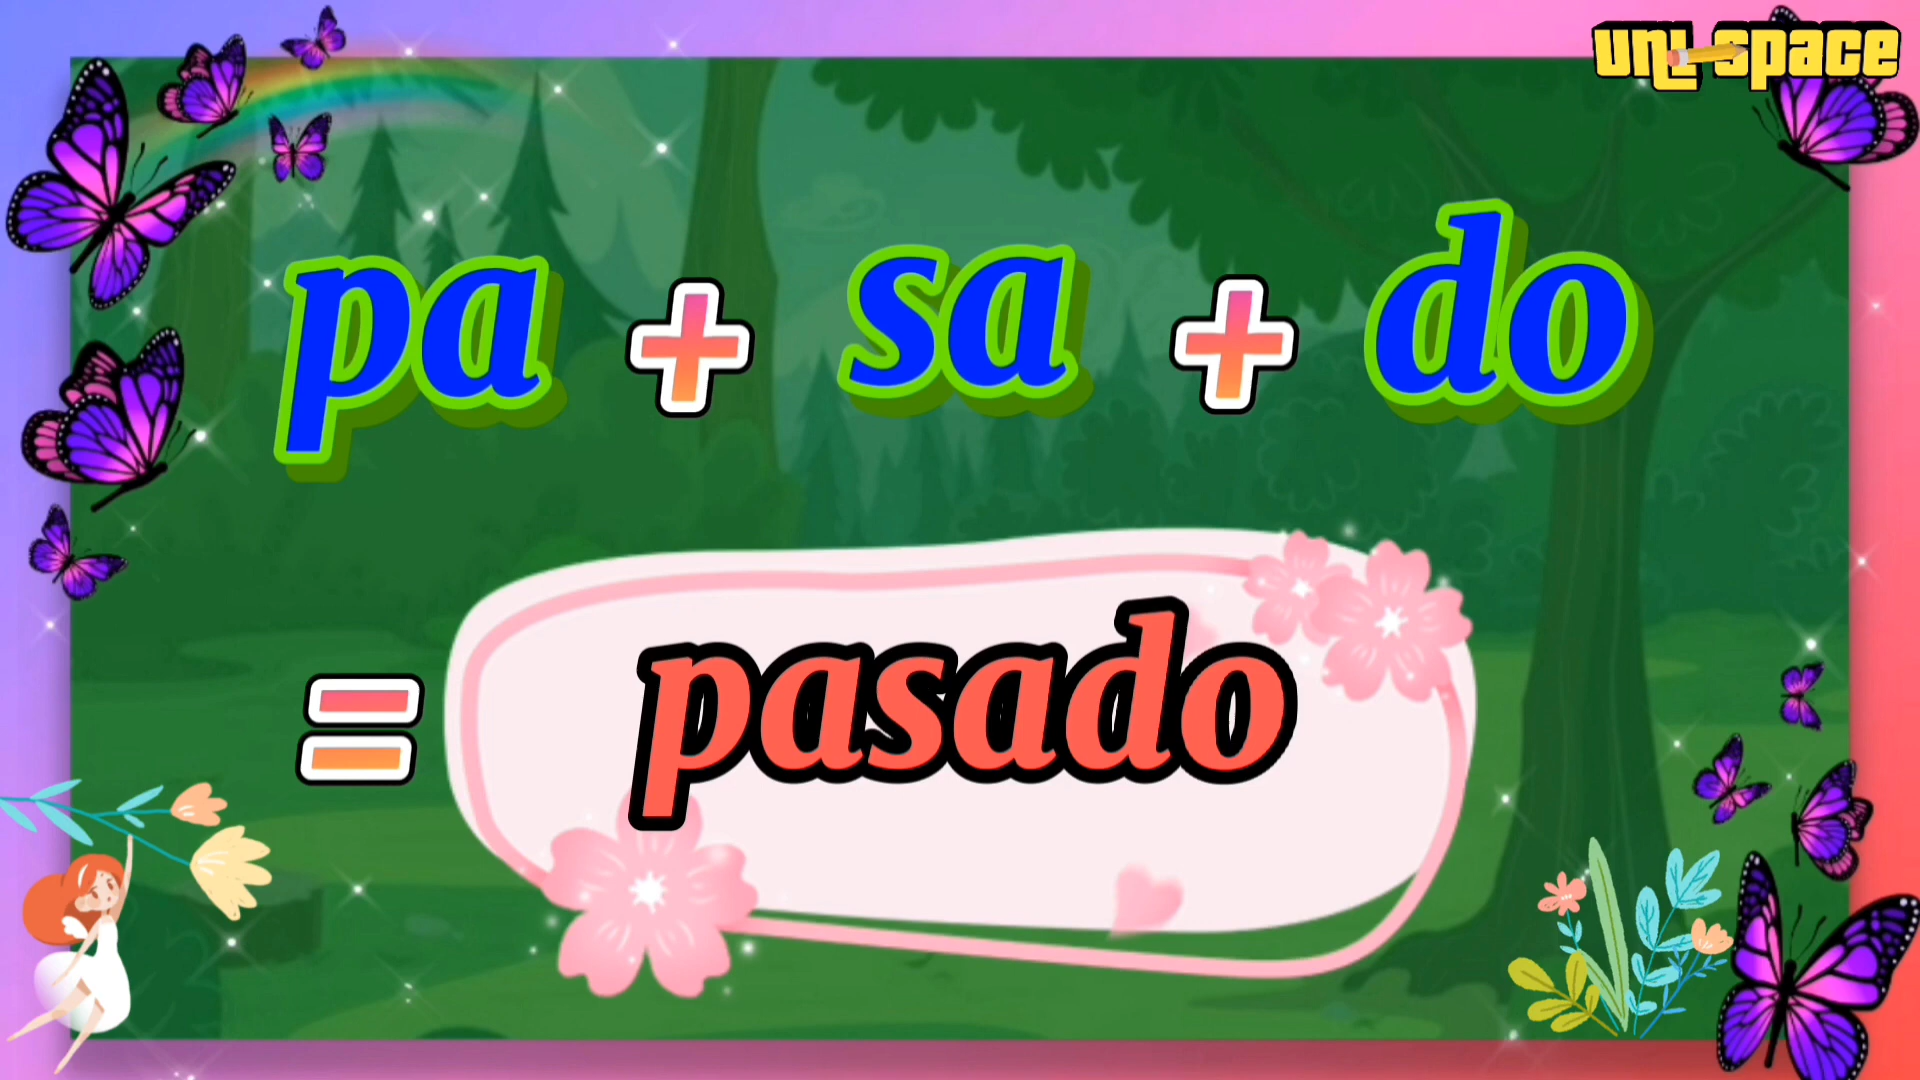 uni space
pa + sa + do
= pasado